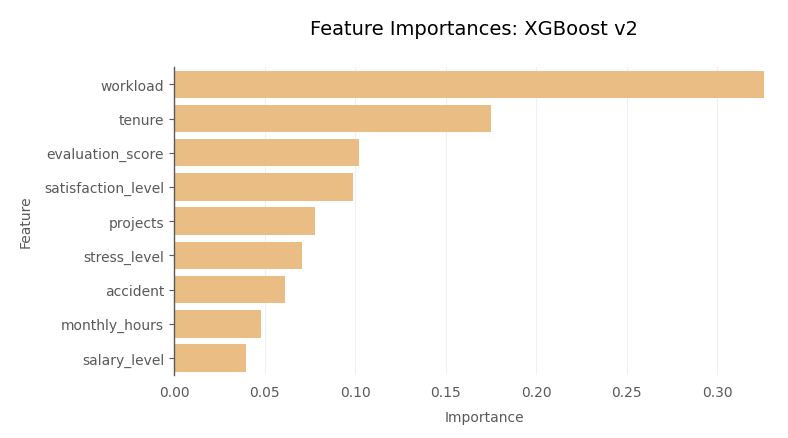 Feature Importances: XGBoost v2
workload
tenure
evaluation_score
satisfaction_level
projects
stress_level
accident
monthly_hours
salary_level
Feature
0.00 0.05 0.10 0.15 0.20 0.25 0.30
Importance